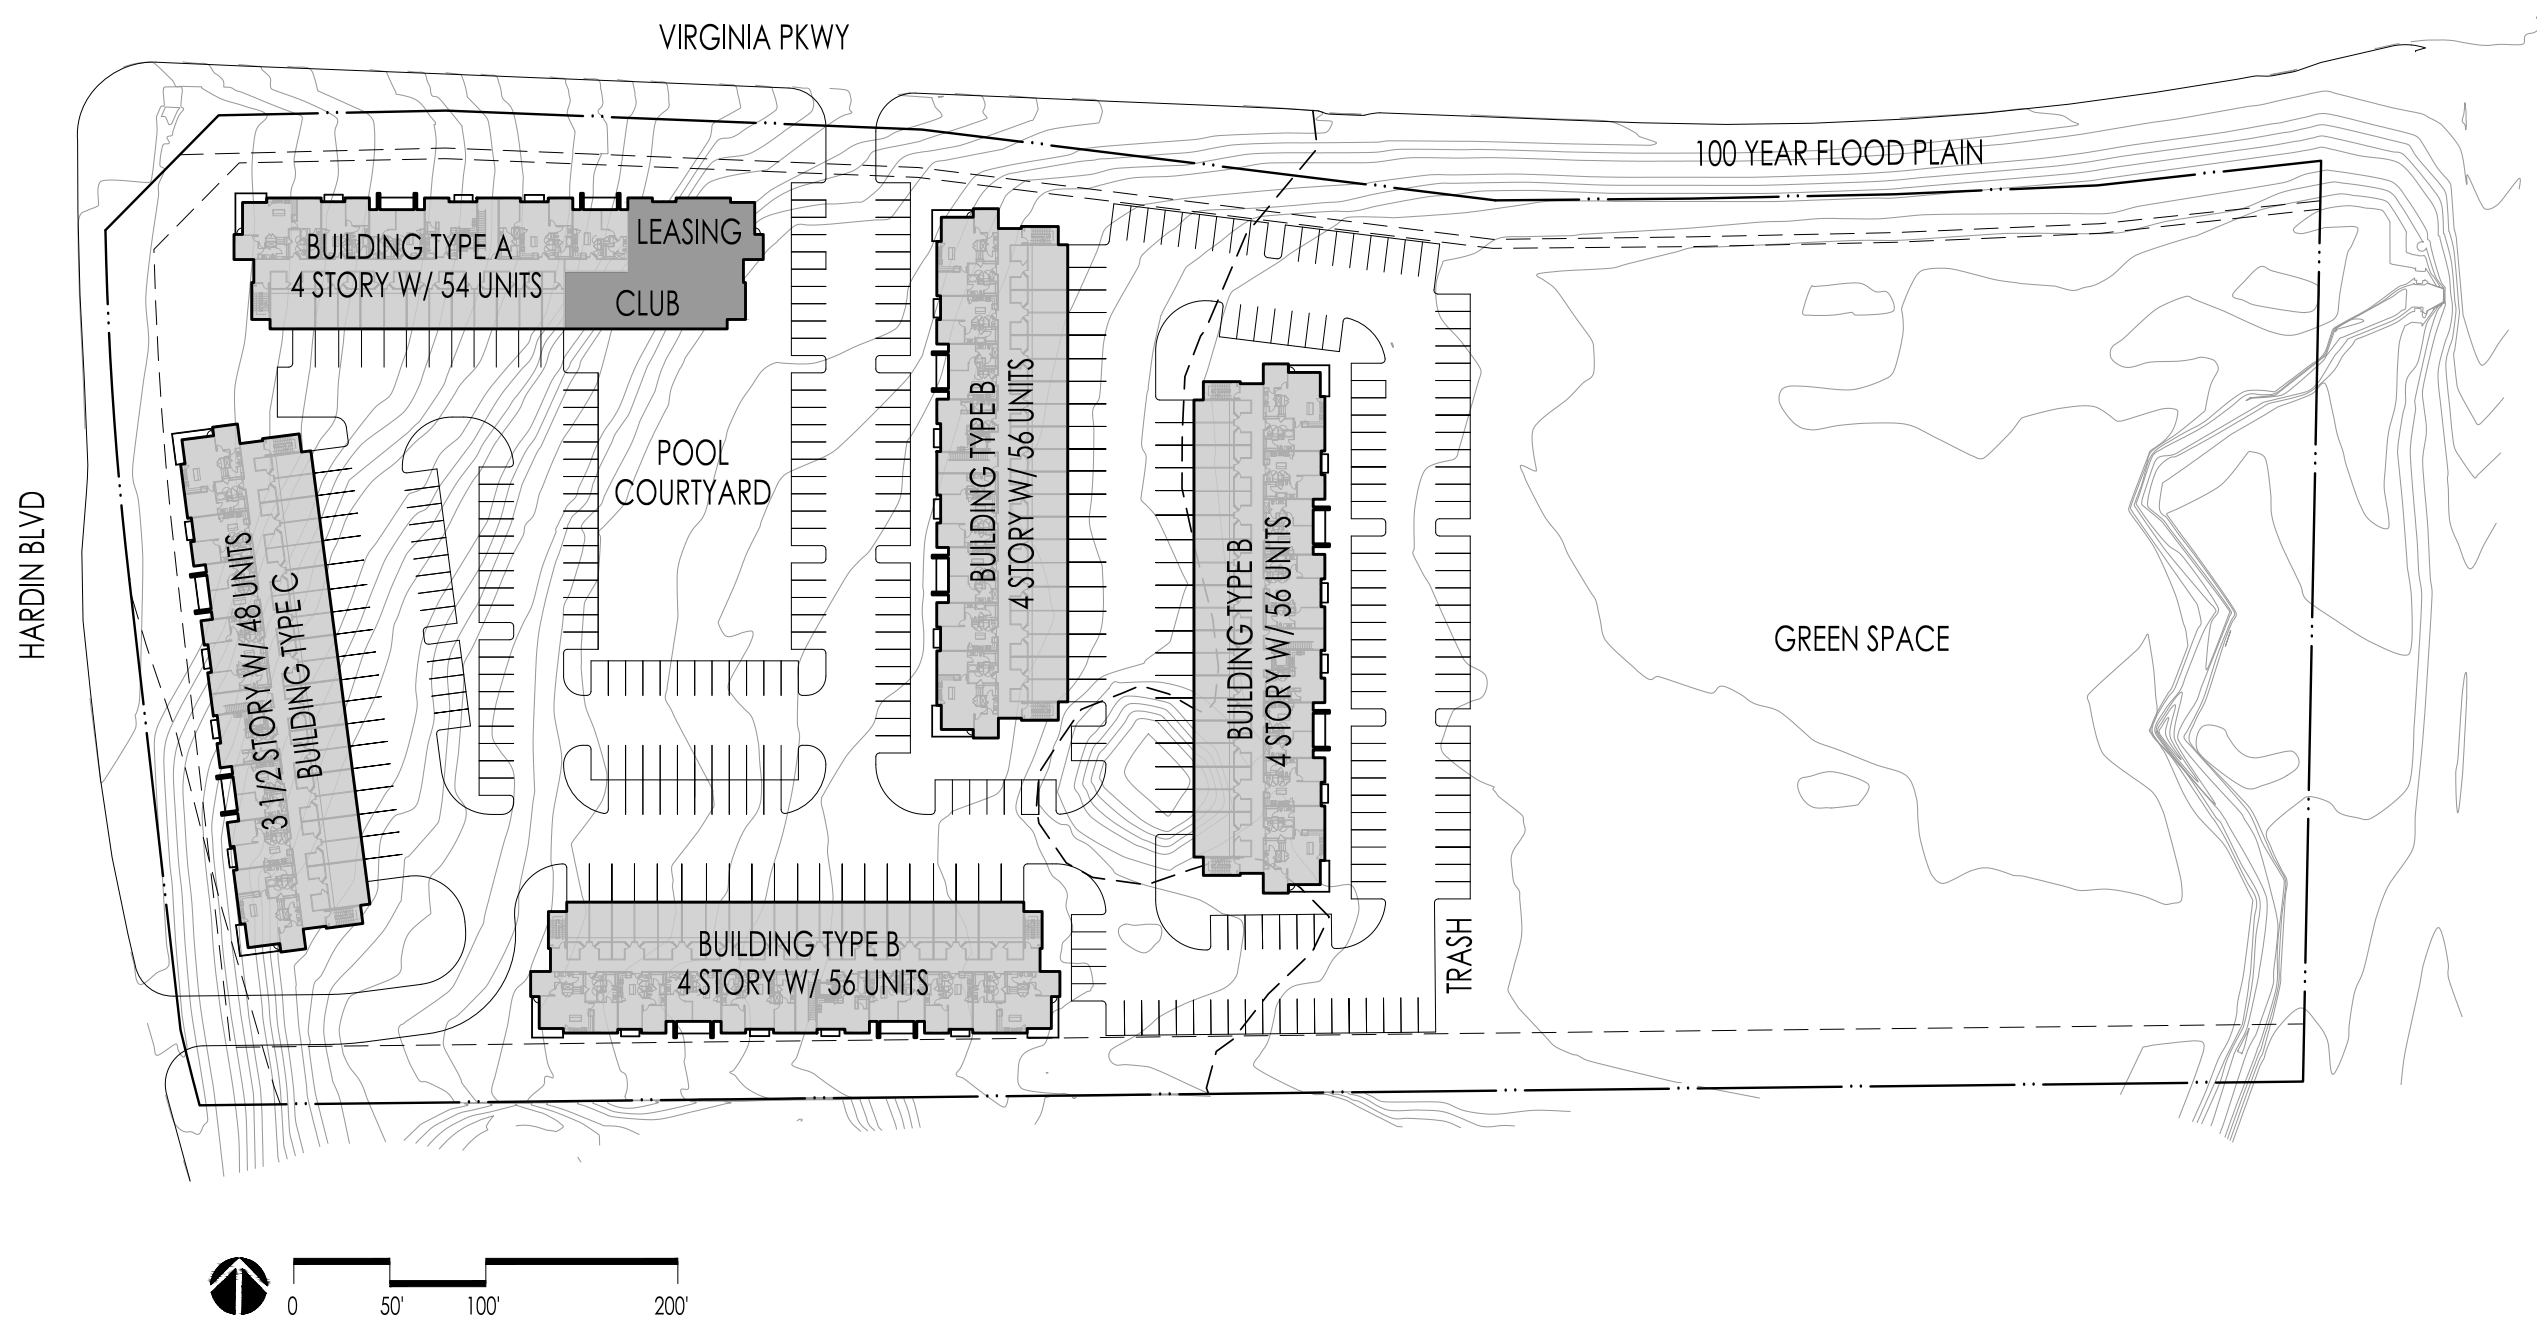 VIRGINIA PKWY
100 YEAR FLOOD PLAIN
LEASING
BUILDING TYPE A
4 STORY W/ 54 UNITS
CLUB
POOL
COURTYARD
BUILDING TYPE B
4 STORY W/ 56 UNITS
BUILDING TYPE B
4 STORY W/ 56 UNITS
HARDIN BLVD
3 1/2 STORY W/ 48 UNITS
BUILDING TYPE C
GREEN SPACE
BUILDING TYPE B
4 STORY W/ 56 UNITS
TRASH
0 50' 100' 200'